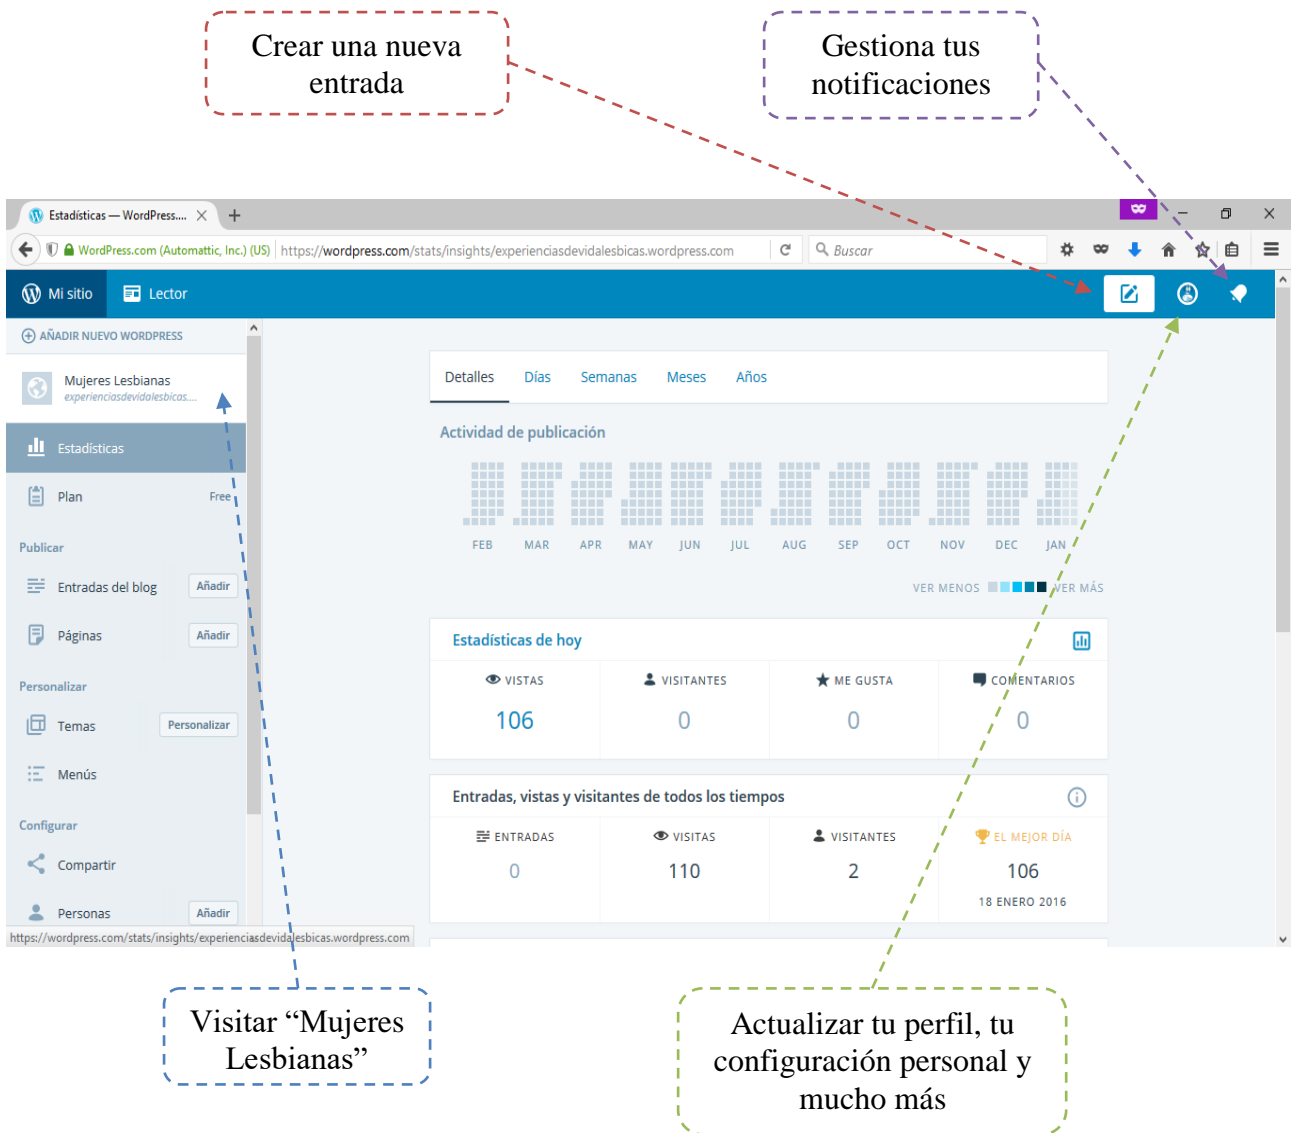 Crear una nueva
entrada
Gestiona tus
notificaciones
Estadísticas — WordPress....
WordPress.com (Automattic, Inc.) (US)
https://wordpress.com/stats/insights/experienciasdevidalesbicas.wordpress.com
Buscar
Mi sitio
Lector
AÑADIR NUEVO WORDPRESS
Mujeres Lesbianas
experienciasdevidalesbicas....
Estadísticas
Plan
Free
Publicar
Entradas del blog
Añadir
Páginas
Añadir
Personalizar
Temas
Personalizar
Menús
Configurar
Compartir
Personas
Añadir
https://wordpress.com/stats/insights/experienciasdevidalesbicas.wordpress.com
Detalles Días Semanas Meses Años
Actividad de publicación
FEB MAR APR MAY JUN JUL AUG SEP OCT NOV DEC JAN
VER MENOS VER MÁS
Estadísticas de hoy
VISTAS VISITANTES ME GUSTA COMENTARIOS
106 0 0 0
Entradas, vistas y visitantes de todos los tiempos
ENTRADAS VISITAS VISITANTES EL MEJOR DÍA
0 110 2 106
18 ENERO 2016
Visitar “Mujeres
Lesbianas”
Actualizar tu perfil, tu
configuración personal y
mucho más